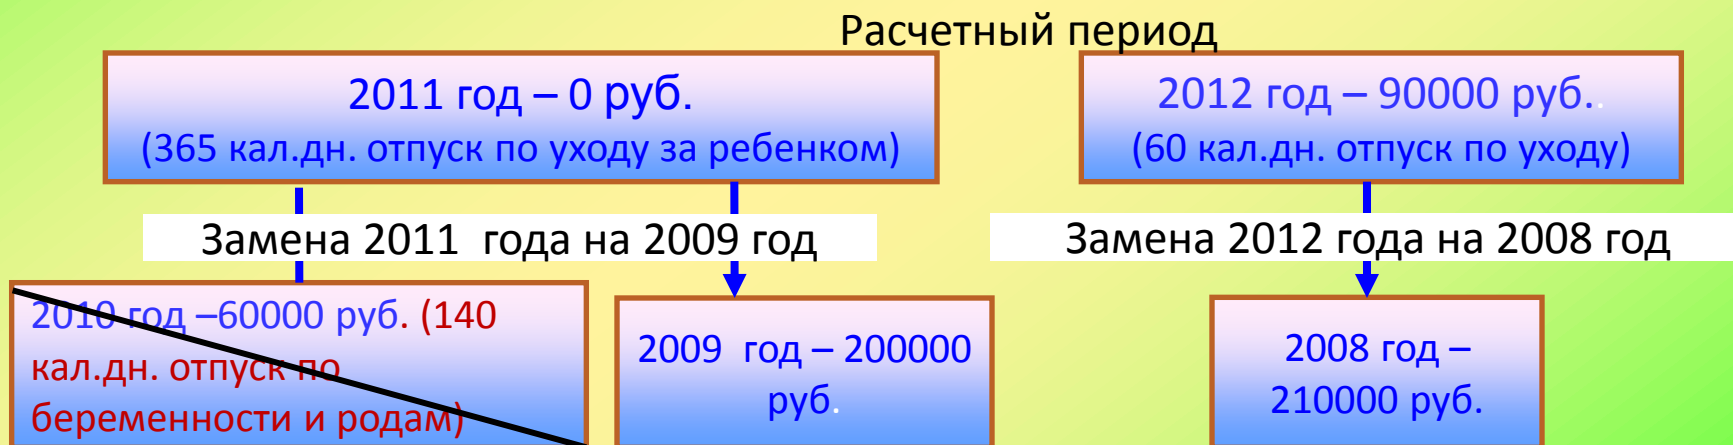 Расчетный период
2011 год – 0 руб.
(365 кал.дн. отпуск по уходу за ребенком)
2012 год – 90000 руб..
(60 кал.дн. отпуск по уходу)
Замена 2011 года на 2009 год
Замена 2012 года на 2008 год
2010 год –60000 руб. (140
кал.дн. отпуск по
беременности и родам)
2009 год – 200000
руб.
2008 год –
210000 руб.